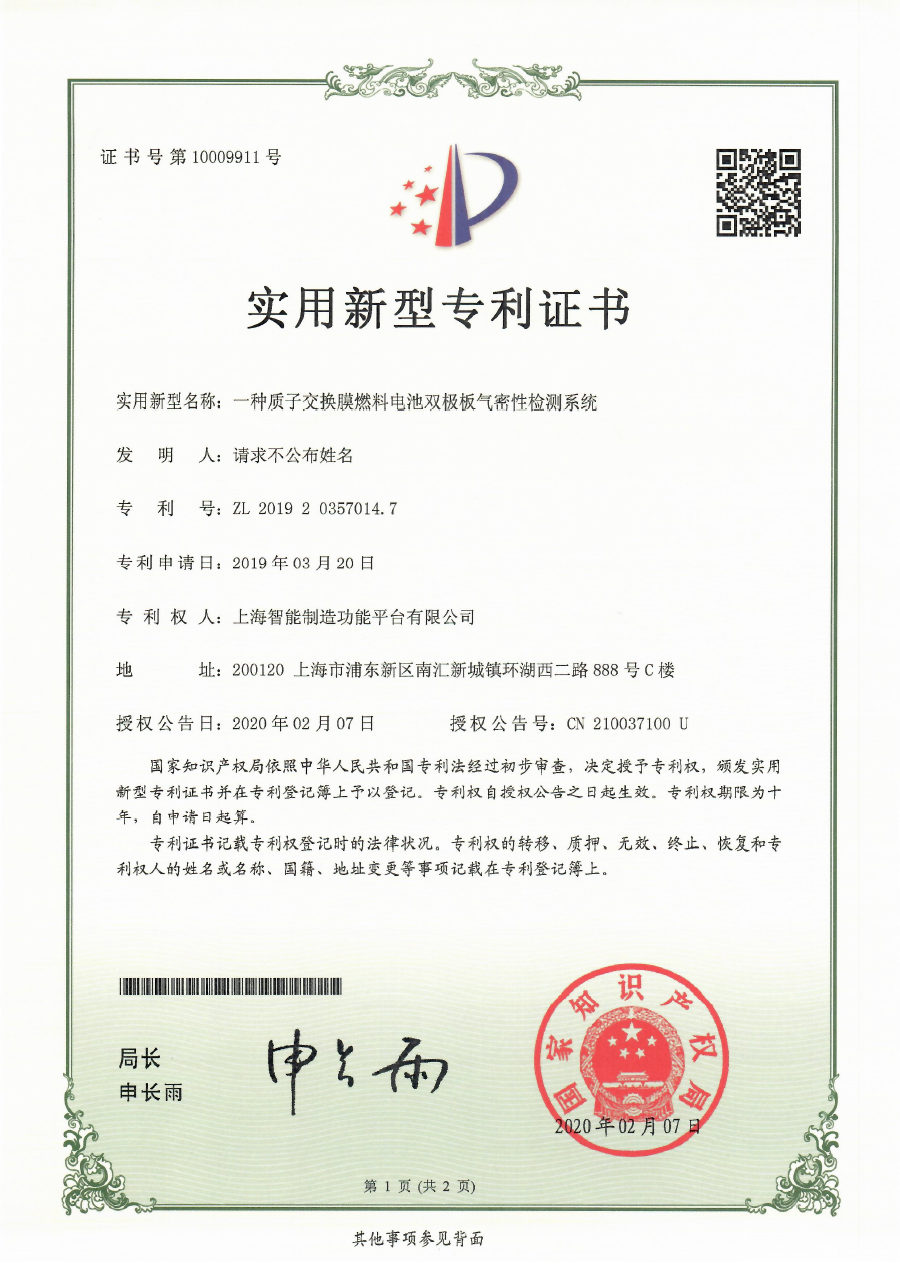 证书号第10009911号
实用新型专利证书
实用新型名称：一种质子交换膜燃料电池双极板气密性检测系统
发明人：请求不公布姓名
专利号：ZL 2019 2 0357014.7
专利申请日：2019年03月20日
专利权人：上海智能制造功能平台有限公司
地址：200120 上海市浦东新区南汇新城镇环湖西二路888号C楼
授权公告日：2020年02月07日 授权公告号：CN 210037100 U
国家知识产权局依照中华人民共和国专利法经过初步审查，决定授予专利权，颁发实用
新型专利证书并在专利登记簿上予以登记。专利权自授权公告之日起生效。专利权期限为十
年，自申请日起算。
专利证书记载专利权登记时的法律状况。专利权的转移、质押、无效、终止、恢复和专
利权人的姓名或名称、国籍、地址变更等事项记载在专利登记簿上。
局长
申长雨
申长雨
国家知识产权局
2020年02月07日
第 1 页 (共 2 页)
其他事项参见背面